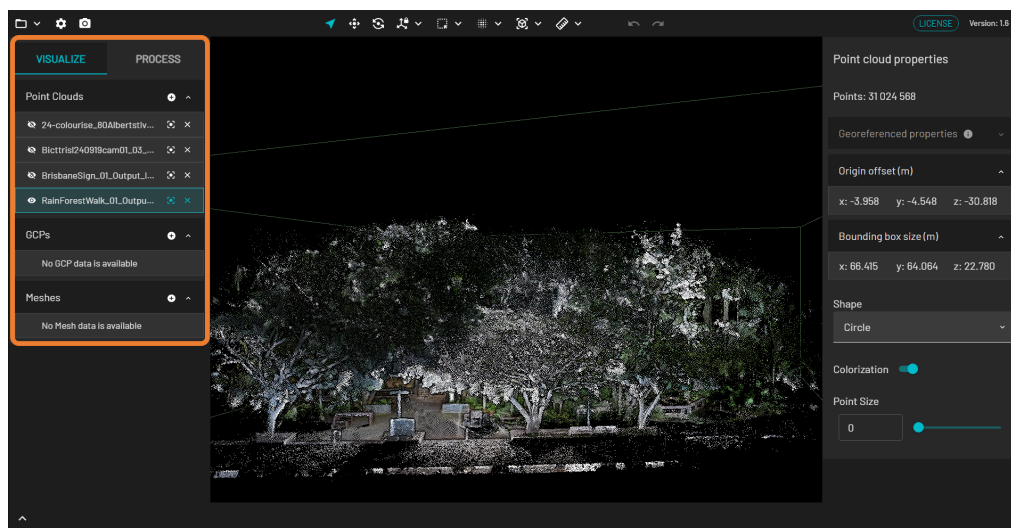 LICENSE Version: 1.6
VISUALIZE PROCESS
Point Clouds
24-colourise_80Albertstlv...
Bicttrisl240919cam01_03_...
BrisbaneSign_01_Output_l...
RainForestWalk_01_Outpu...
GCPs
No GCP data is available
Meshes
No Mesh data is available
Point cloud properties
Points: 31 024 568
Georeferenced properties
Origin offset (m)
x: -3.958 y: -4.548 z: -30.818
Bounding box size (m)
x: 66.415 y: 64.064 z: 22.780
Shape
Circle
Colorization
Point Size
0